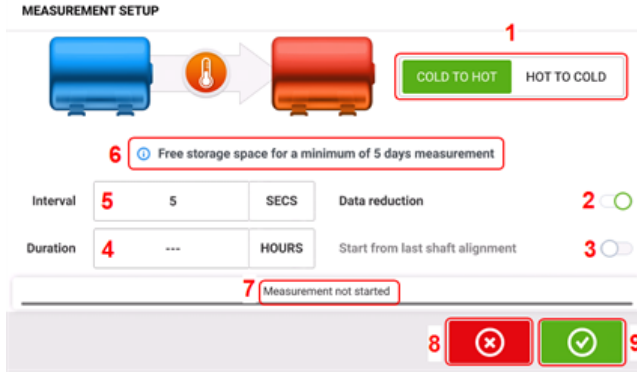 MEASUREMENT SETUP
1
COLD TO HOT HOT TO COLD
6 Free storage space for a minimum of 5 days measurement
Interval 5 5 SECS Data reduction 2
Duration 4 --- HOURS Start from last shaft alignment 3
7 Measurement not started
8 9